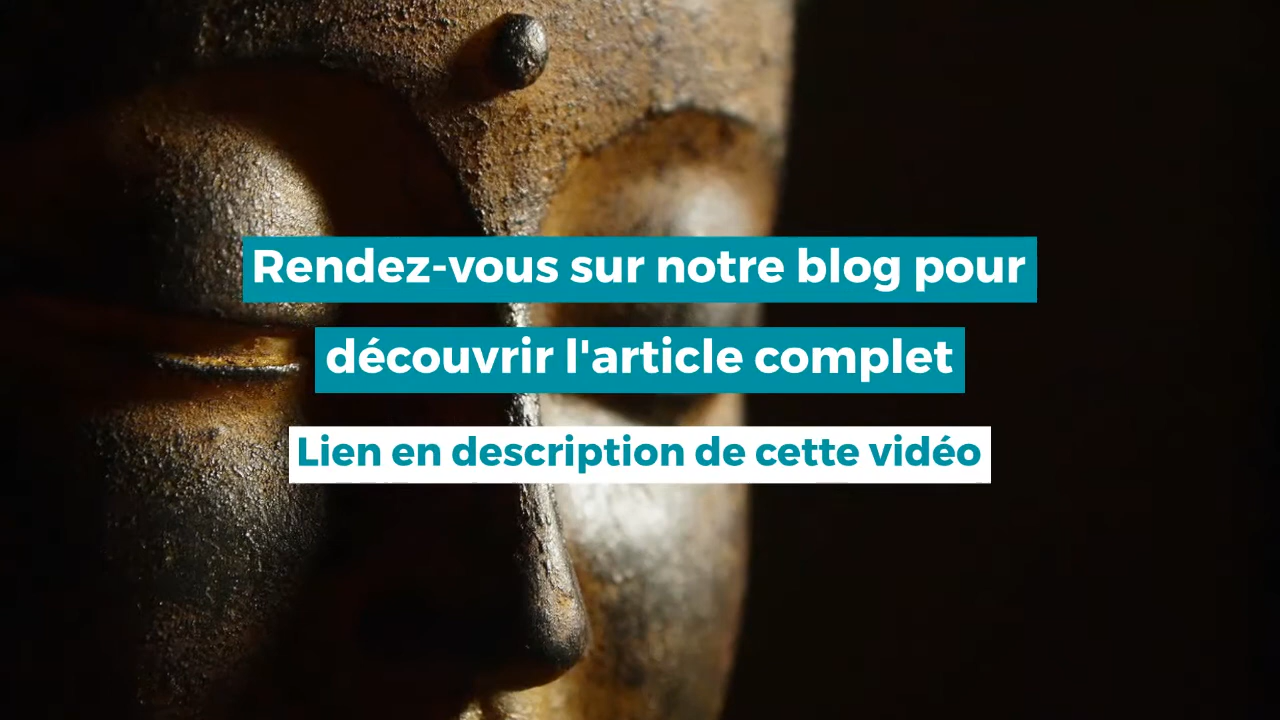 Rendez-vous sur notre blog pour
découvrir l'article complet
Lien en description de cette vidéo